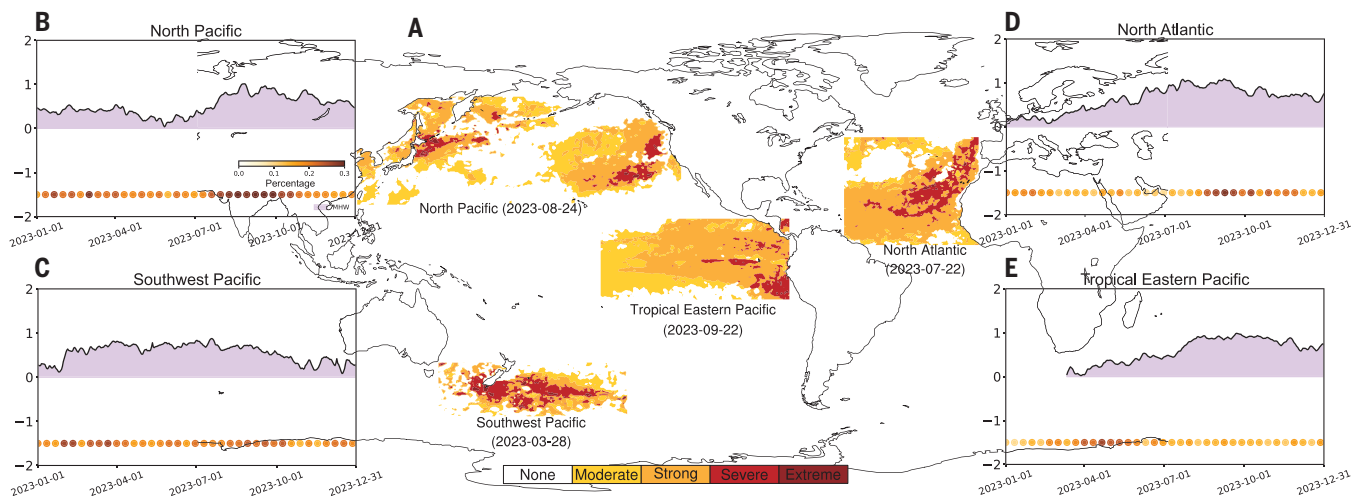 B
North Pacific
2
1
0
−1
−2
0.0 0.1 0.2 0.3
Percentage
MHW
2023-01-01
2023-04-01
2023-07-01
2023-10-01
2023-12-31
A
North Pacific (2023-08-24)
North Atlantic
(2023-07-22)
Tropical Eastern Pacific
(2023-09-22)
Southwest Pacific
(2023-03-28)
None Moderate Strong Severe Extreme
D
North Atlantic
2
1
0
−1
−2
2023-01-01
2023-04-01
2023-07-01
2023-10-01
2023-12-31
C
Southwest Pacific
2
1
0
−1
−2
2023-01-01
2023-04-01
2023-07-01
2023-10-01
2023-12-31
E
Tropical Eastern Pacific
2
1
0
−1
−2
2023-01-01
2023-04-01
2023-07-01
2023-10-01
2023-12-31